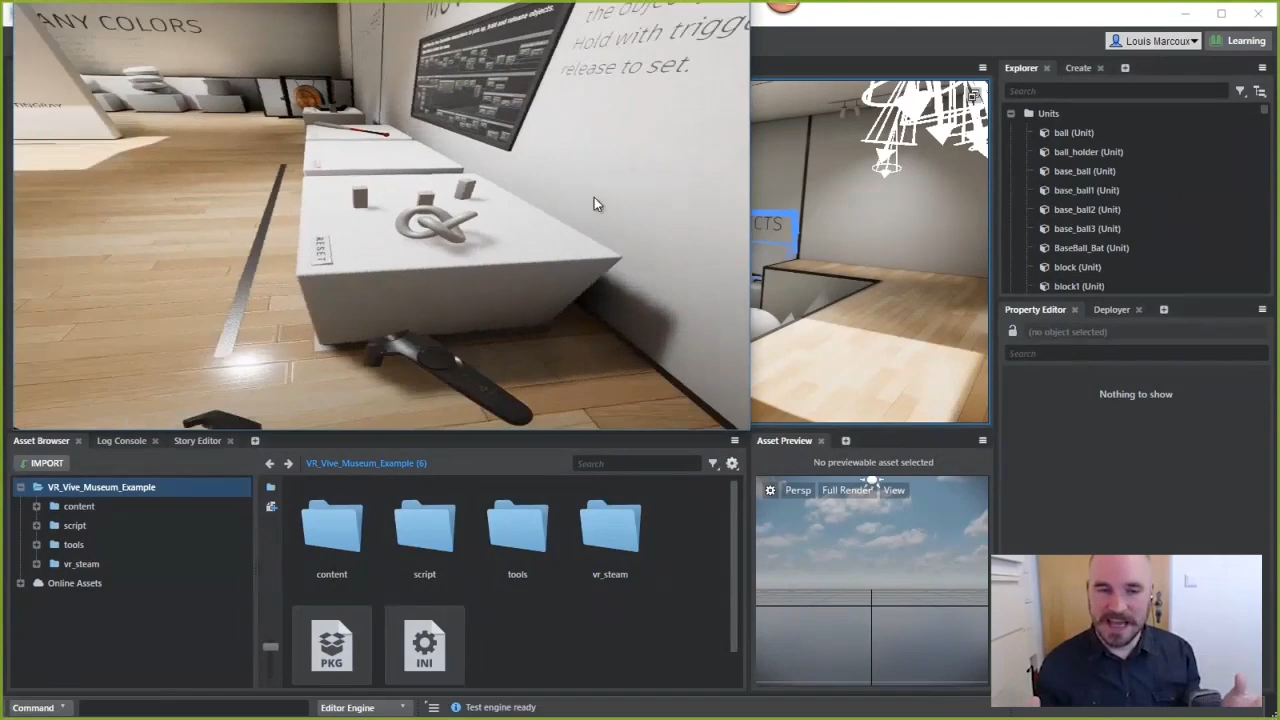 ANY COLORS
Hold with trigg
release to set.
RESET
CTS
Louis Marcoux
Learning
Explorer
Create
Search
Units
ball (Unit)
ball_holder (Unit)
base_ball (Unit)
base_ball1 (Unit)
base_ball2 (Unit)
base_ball3 (Unit)
BaseBall_Bat (Unit)
block (Unit)
block1 (Unit)
Property Editor
Deployer
(no object selected)
Search
Nothing to show
Asset Browser
Log Console
Story Editor
IMPORT
VR_Vive_Museum_Example (6)
Search
VR_Vive_Museum_Example
content
script
tools
vr_steam
Online Assets
content
script
tools
vr_steam
PKG
INI
Asset Preview
No previewable asset selected
Persp
Full Render
View
Command
Editor Engine
Test engine ready